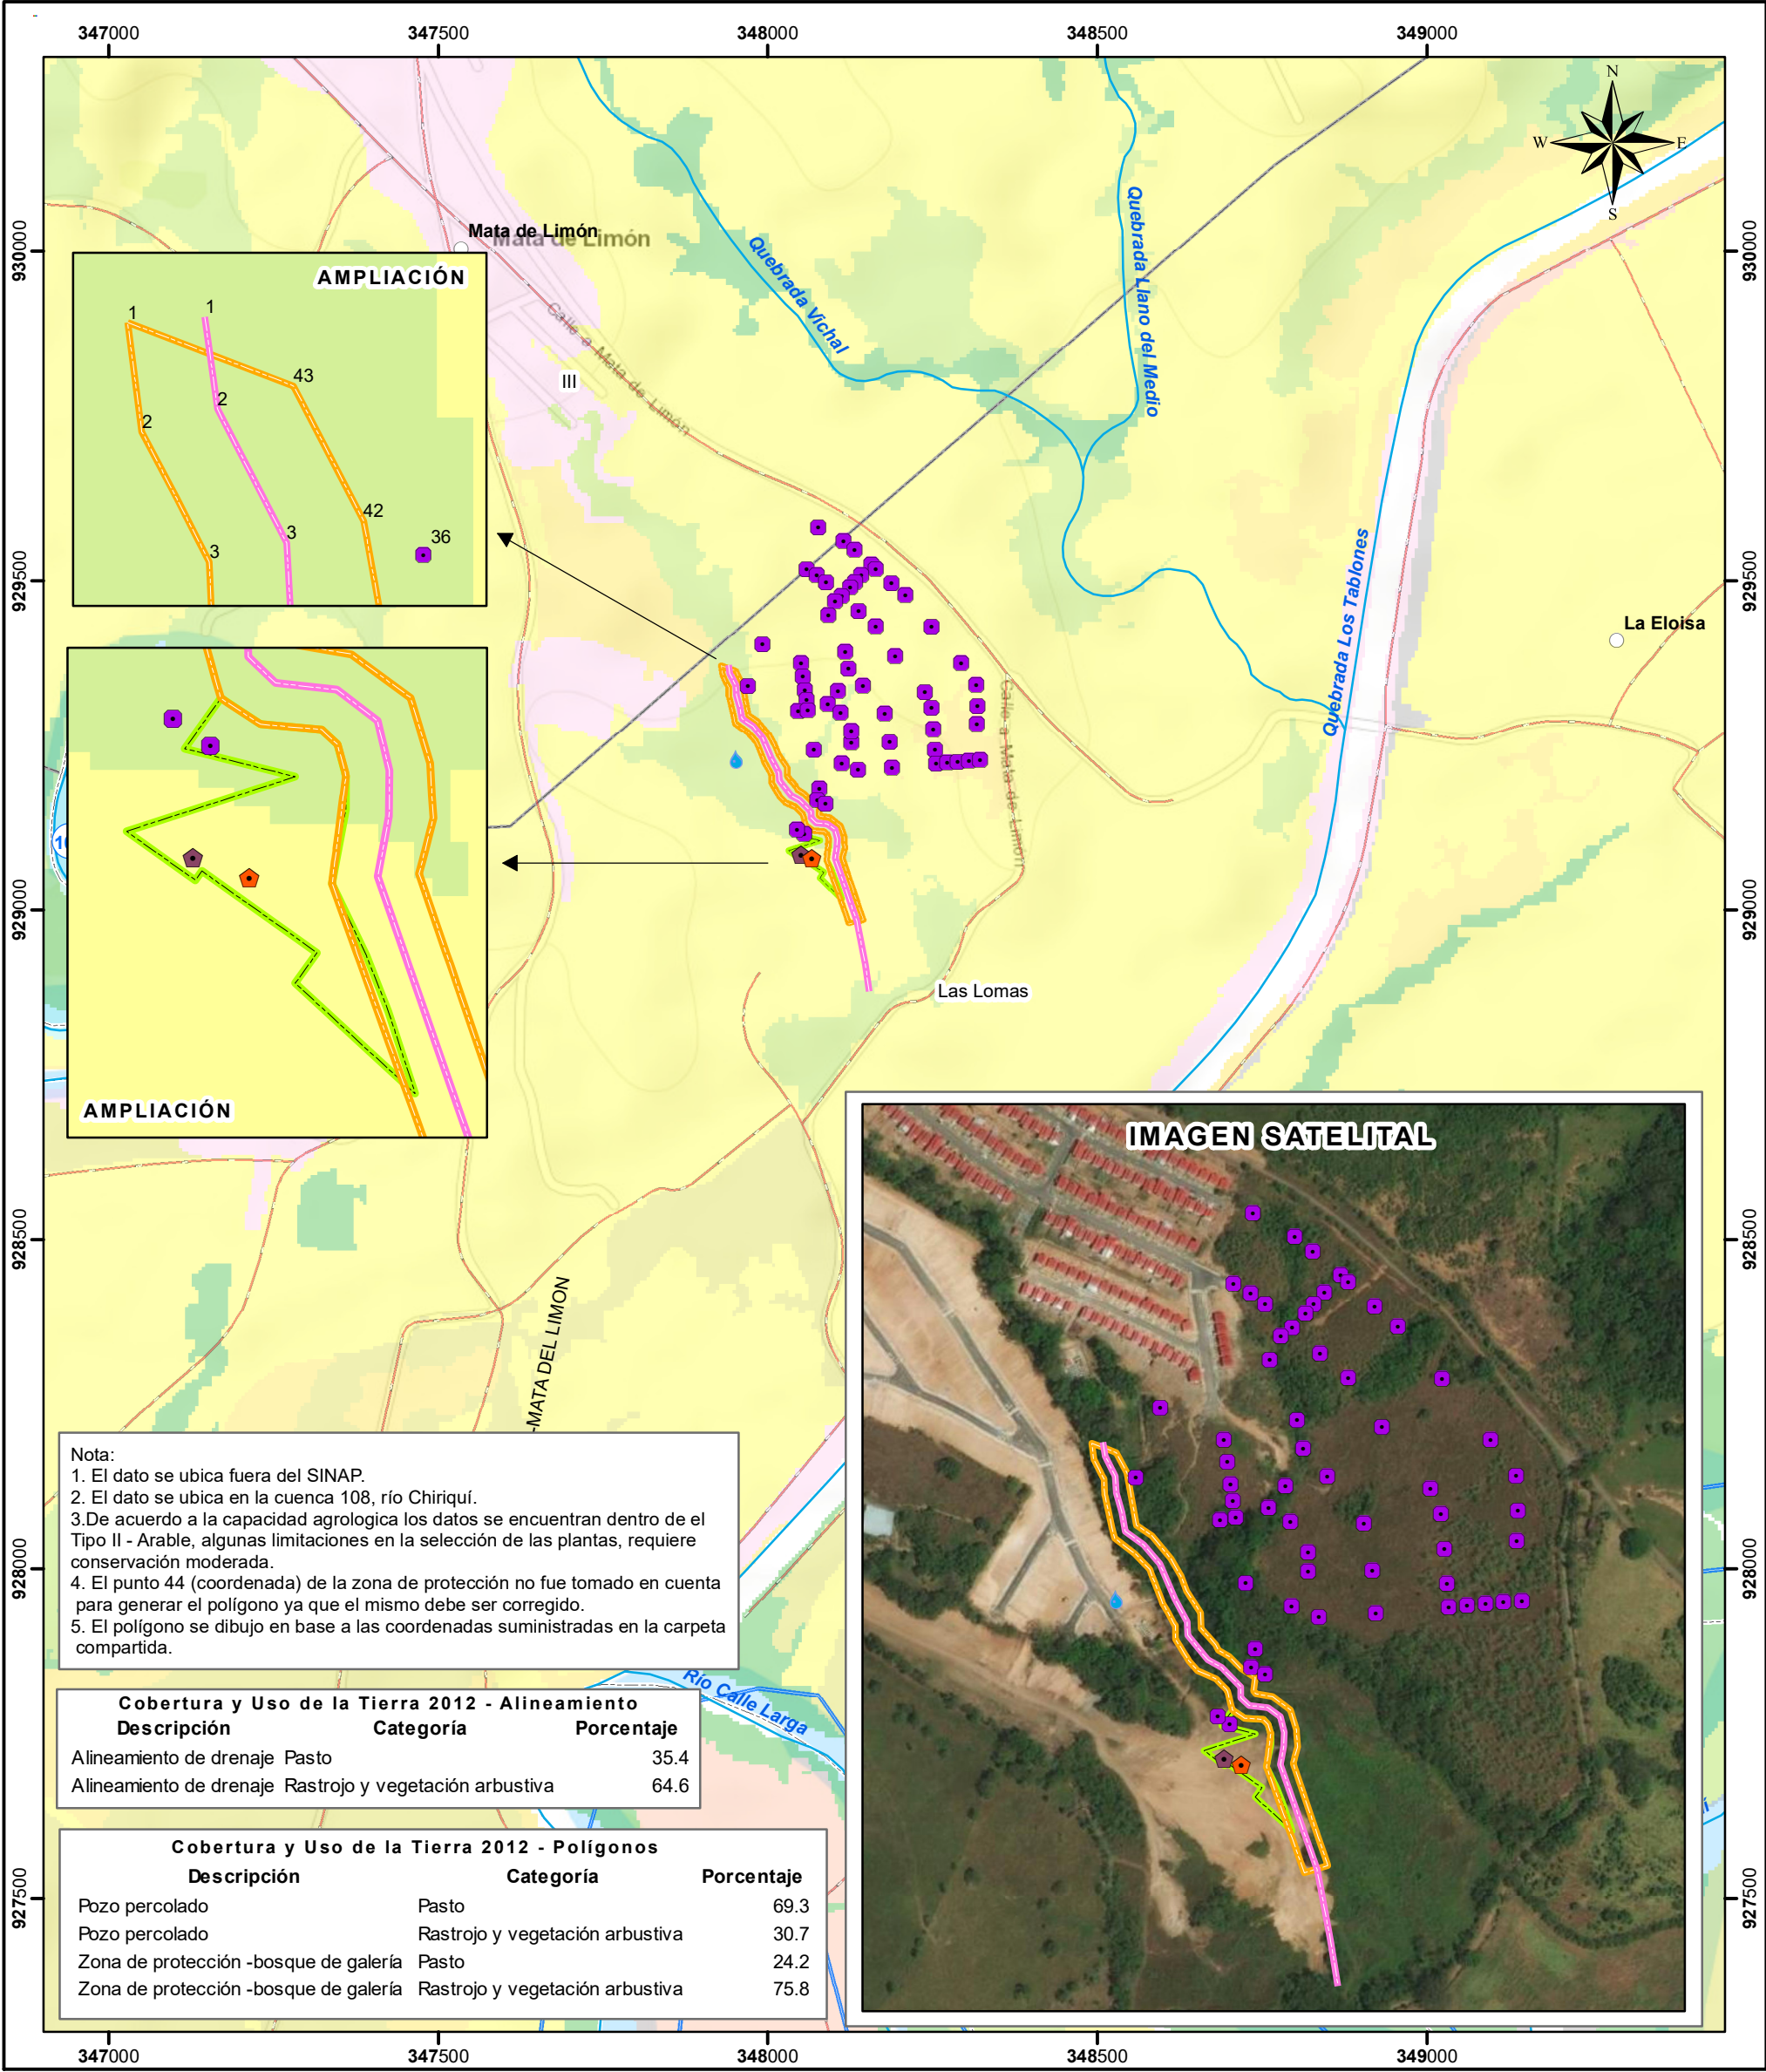 347000 347500 348000 348500 349000
N
W E
S
930000 930000
Mata de Limón
Mata de Limón
Quebrada Vichal
Quebrada Llano del Medio
Calle a Mata de Limón
III
AMPLIACIÓN
1 1
43
2 2
42
3 3
36
929500 929500
Quebrada Los Tablones
La Eloisa
Calle a Mata de Limón
929000 929000
Las Lomas
AMPLIACIÓN
928500 928500
-MATA DEL LIMON
IMAGEN SATELITAL
Nota:
1. El dato se ubica fuera del SINAP.
2. El dato se ubica en la cuenca 108, río Chiriquí.
3.De acuerdo a la capacidad agrologica los datos se encuentran dentro de el
Tipo II - Arable, algunas limitaciones en la selección de las plantas, requiere
conservación moderada.
4. El punto 44 (coordenada) de la zona de protección no fue tomado en cuenta
para generar el polígono ya que el mismo debe ser corregido.
5. El polígono se dibujo en base a las coordenadas suministradas en la carpeta
compartida.
928000 928000
Río Calle Larga
Cobertura y Uso de la Tierra 2012 - Alineamiento
Descripción Categoría Porcentaje
Alineamiento de drenaje Pasto 35.4
Alineamiento de drenaje Rastrojo y vegetación arbustiva 64.6
Cobertura y Uso de la Tierra 2012 - Polígonos
Descripción Categoría Porcentaje
Pozo percolado Pasto 69.3
Pozo percolado Rastrojo y vegetación arbustiva 30.7
Zona de protección -bosque de galería Pasto 24.2
Zona de protección -bosque de galería Rastrojo y vegetación arbustiva 75.8
927500 927500
347000 347500 348000 348500 349000